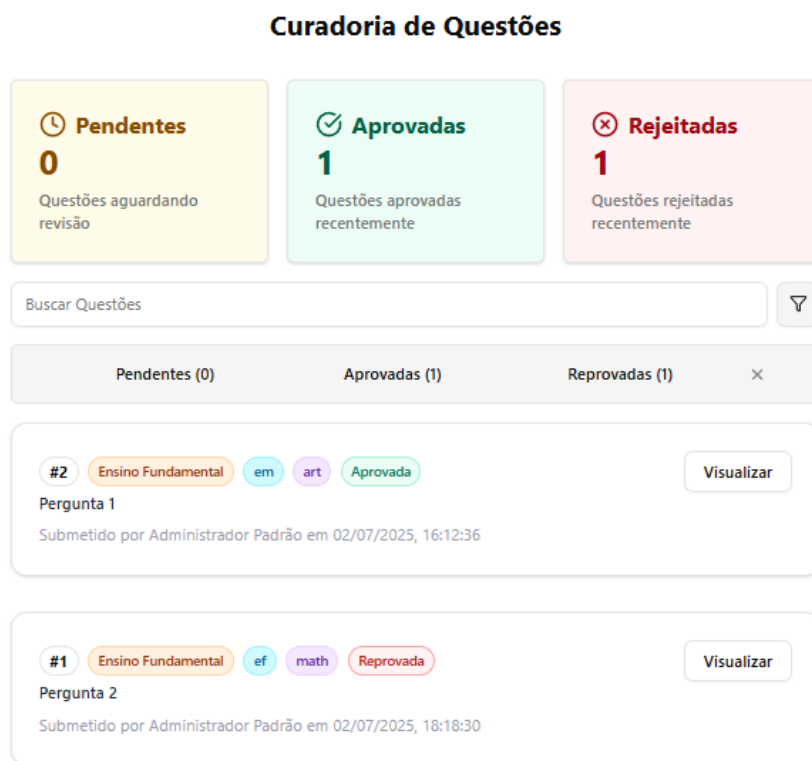 Curadoria de Questões
Pendentes
0
Questões aguardando
revisão
Aprovadas
1
Questões aprovadas
recentemente
Rejeitadas
1
Questões rejeitadas
recentemente
Buscar Questões
Pendentes (0) Aprovadas (1) Reprovadas (1)
#2 Ensino Fundamental em art Aprovada Visualizar
Pergunta 1
Submetido por Administrador Padrão em 02/07/2025, 16:12:36
#1 Ensino Fundamental ef math Reprovada Visualizar
Pergunta 2
Submetido por Administrador Padrão em 02/07/2025, 18:18:30